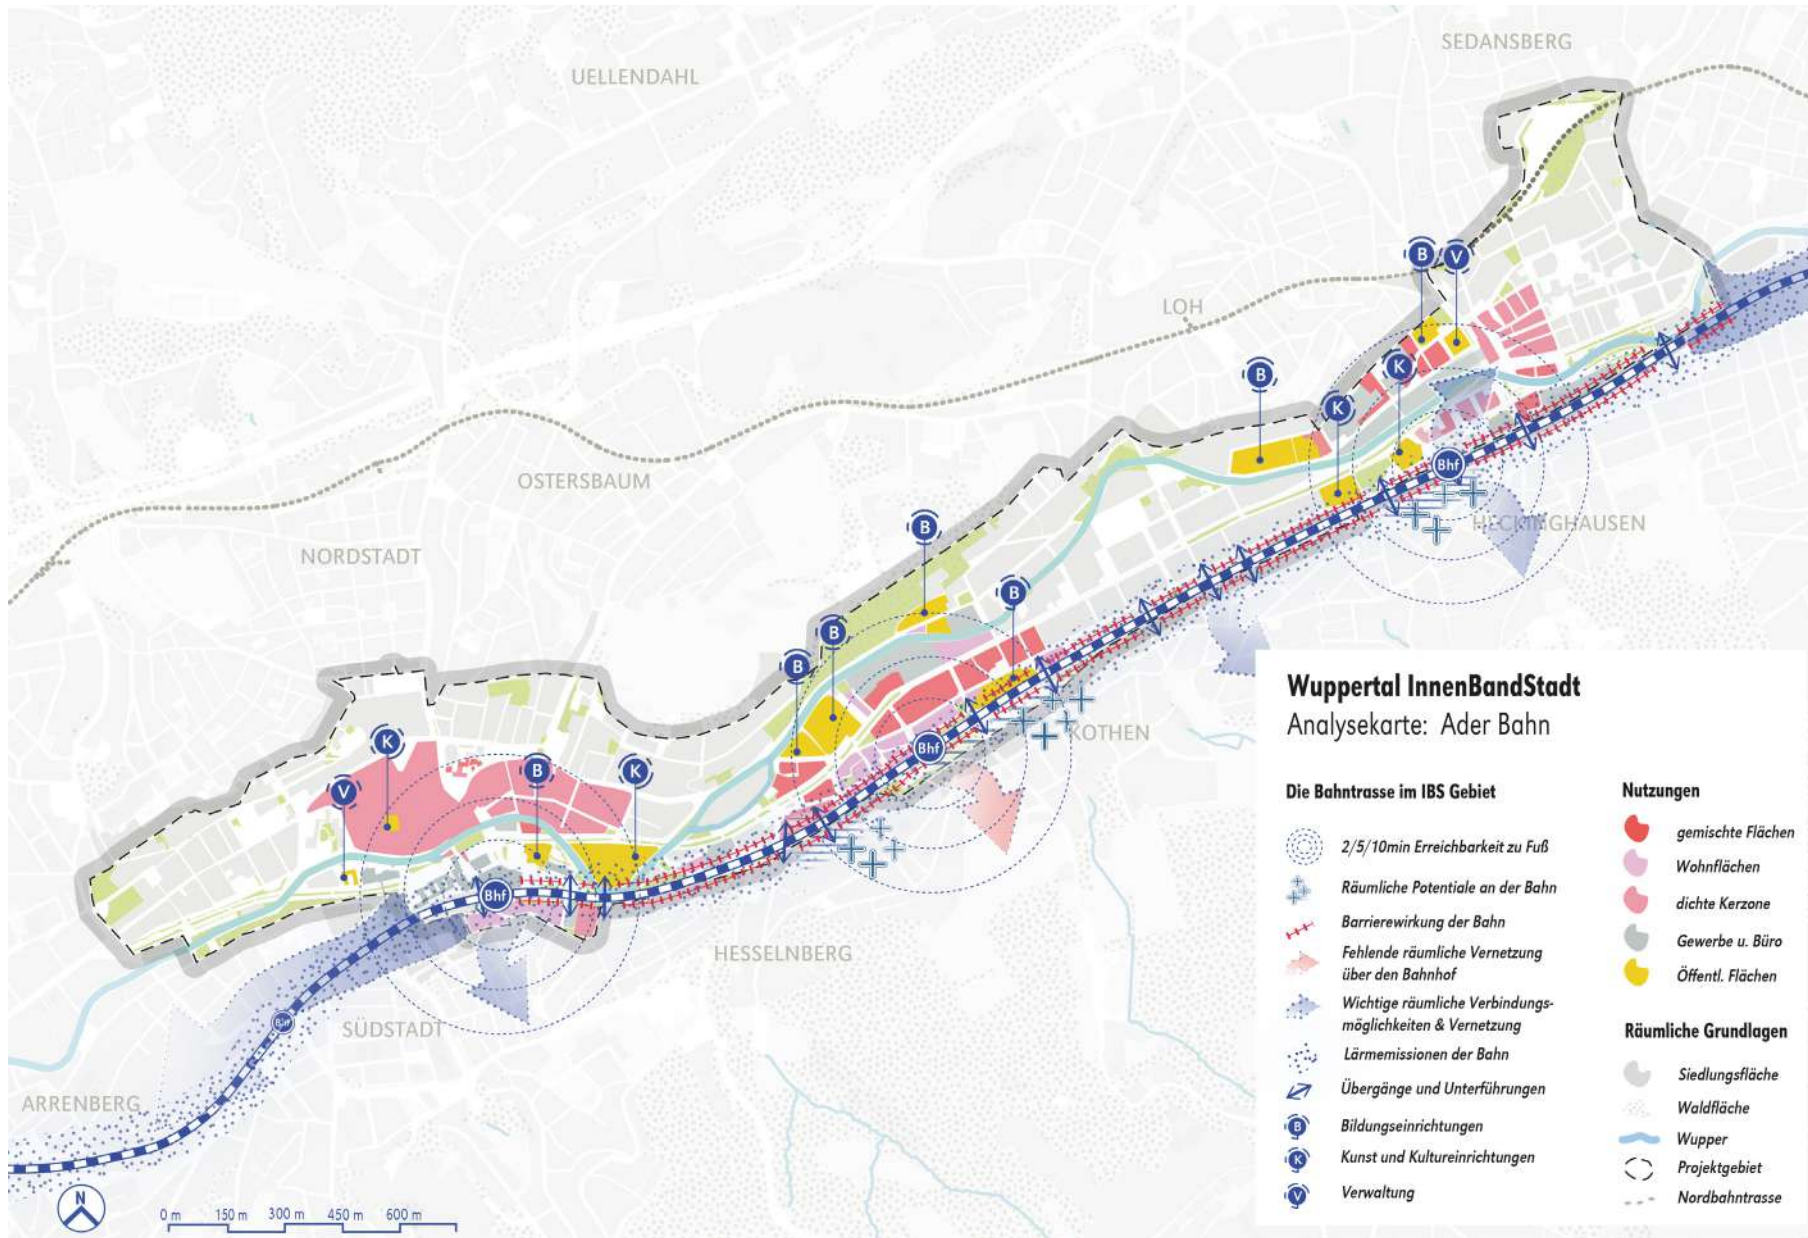 SEDANSBERG
UELLENDAHL
B
V
LOH
K
B
K
OSTERSBAUM
Bhf
HECKINGHAUSEN
B
NORDSTADT
B
B
B
KOTHEN
Bhf
K
B
K
V
Bhf
HESSELNBERG
Bhf
SÜDSTADT
ARRENBERG
N
0 m 150 m 300 m 450 m 600 m
Wuppertal InnenBandStadt
Analysekarte: Ader Bahn
Die Bahntrasse im IBS Gebiet
2/5/10min Erreichbarkeit zu Fuß
Räumliche Potentiale an der Bahn
Barrierewirkung der Bahn
Fehlende räumliche Vernetzung
über den Bahnhof
Wichtige räumliche Verbindungs-
möglichkeiten & Vernetzung
Lärmemissionen der Bahn
Übergänge und Unterführungen
B Bildungseinrichtungen
K Kunst und Kultureinrichtungen
V Verwaltung
Nutzungen
gemischte Flächen
Wohnflächen
dichte Kerzone
Gewerbe u. Büro
Öffentl. Flächen
Räumliche Grundlagen
Siedlungsfläche
Waldfläche
Wupper
Projektgebiet
Nordbahntrasse